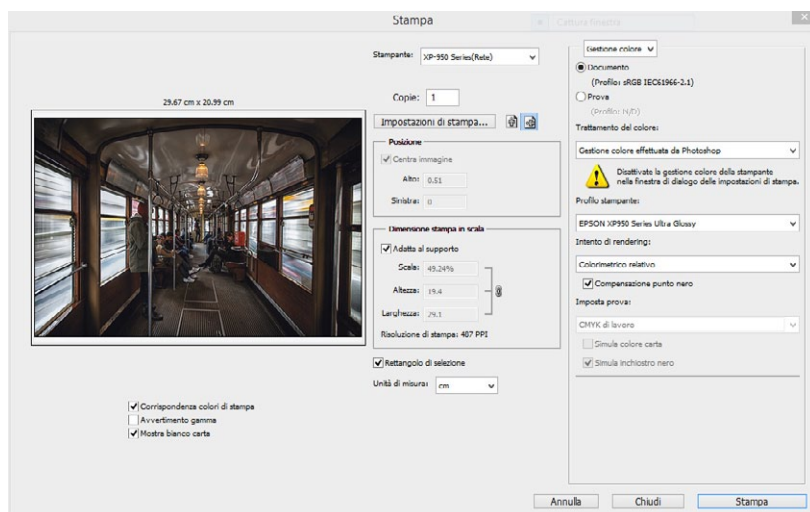 Stampa
Cattura finestra
29.67 cm x 20.99 cm
Corrispondenza colori di stampa
Avvertimento gamma
Mostra bianco carta
Stampante: XP-950 Series(Rete)
Copie: 1
Impostazioni di stampa...
Posizione
Centra immagine
Alto: 0.51
Sinistra: 0
Dimensione stampa in scala
Adatta al supporto
Scala: 49.24%
Altezza: 19.4
Larghezza: 29.1
Risoluzione di stampa: 487 PPI
Rettangolo di selezione
Unità di misura: cm
Gestione colore
Documento
(Profilo: sRGB IEC61966-2.1)
Prova
(Profilo: N/D)
Trattamento del colore:
Gestione colore effettuata da Photoshop
Disattivate la gestione colore della stampante
nella finestra di dialogo delle impostazioni di stampa.
Profilo stampante:
EPSON XP950 Series Ultra Glossy
Intento di rendering:
Colorimetrico relativo
Compensazione punto nero
Imposta prova:
CMYK di lavoro
Simula colore carta
Simula inchiostro nero
Annulla
Chiudi
Stampa